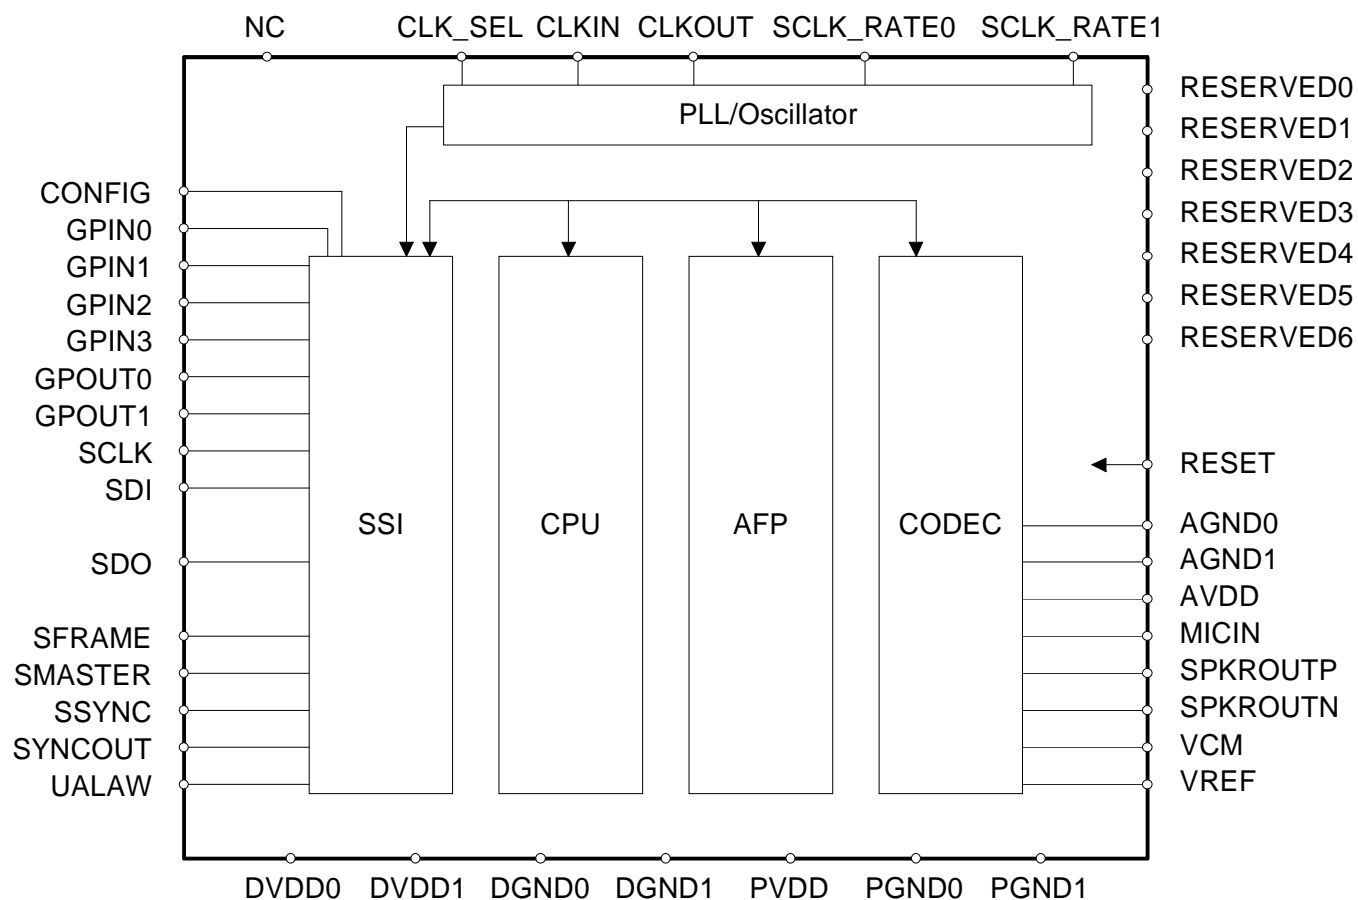 NC CLK_SEL CLKIN CLKOUT SCLK_RATE0 SCLK_RATE1
PLL/Oscillator
CONFIG
GPIN0
GPIN1
GPIN2
GPIN3
GPOUT0
GPOUT1
SCLK
SDI
SDO
SFRAME
SMASTER
SSYNC
SYNCOUT
UALAW
SSI
CPU
AFP
CODEC
RESERVED0
RESERVED1
RESERVED2
RESERVED3
RESERVED4
RESERVED5
RESERVED6
RESET
AGND0
AGND1
AVDD
MICIN
SPKROUTP
SPKROUTN
VCM
VREF
DVDD0 DVDD1 DGND0 DGND1 PVDD PGND0 PGND1